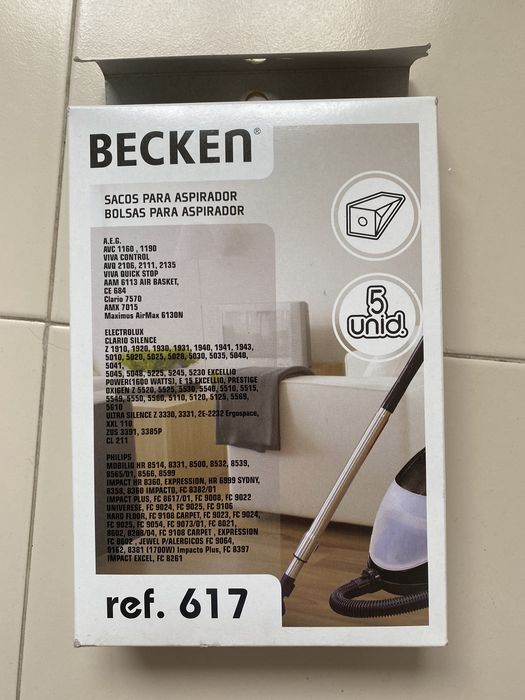 BECKEN®
SACOS PARA ASPIRADOR
BOLSAS PARA ASPIRADOR
A.E.G.
AVC 1160 , 1190
VIVA CONTROL
AVQ 2106, 2111, 2135
VIVA QUICK STOP
AAM 6113 AIR BASKET,
CE 684
Clario 7570
AMX 7015
Maximus AirMax 6130N
5
unid.
ELECTROLUX
CLARIO SILENCE
Z 1910, 1920, 1930, 1931, 1940, 1941, 1943,
5010, 5020, 5025, 5028, 5030, 5035, 5040,
5041,
5045, 5048, 5225, 5245, 5230 EXCELLIO
POWER(1600 WATTS), E 15 EXCELLIO, PRESTIGE
OXIGEN Z 5520, 5525, 5530, 5540, 5510, 5515,
5549, 5550, 5560, 5110, 5120, 5125, 5569,
5610
ULTRA SILENCE Z 3330, 3331, 2E-2232 Ergospace,
XXL 110
ZUS 3391, 3385P
CL 211
PHILIPS
MOBILIO HR 8514, 8331, 8500, 8532, 8539,
8565/01, 8566, 8599
IMPACT HR 8360, EXPRESSION, HR 6999 SYDNY,
8358, 8360 IMPACTO, FC 8382/01
IMPACT PLUS, FC 8617/01, FC 9008, FC 9022
UNIVERESE, FC 9024, FC 9025, FC 9106
HARD FLOOR, FC 9108 CARPET, FC 9023, FC 9024,
FC 9025, FC 9054, FC 9073/01, FC 8021,
8602, 8208/04, FC 9108 CARPET , EXPRESSION
FC 8602 , JEWEL P/ALERGICOS FC 9064,
9162, 8381 (1700W) Impacto Plus, FC 8397
IMPACT EXCEL, FC 8261
ref. 617